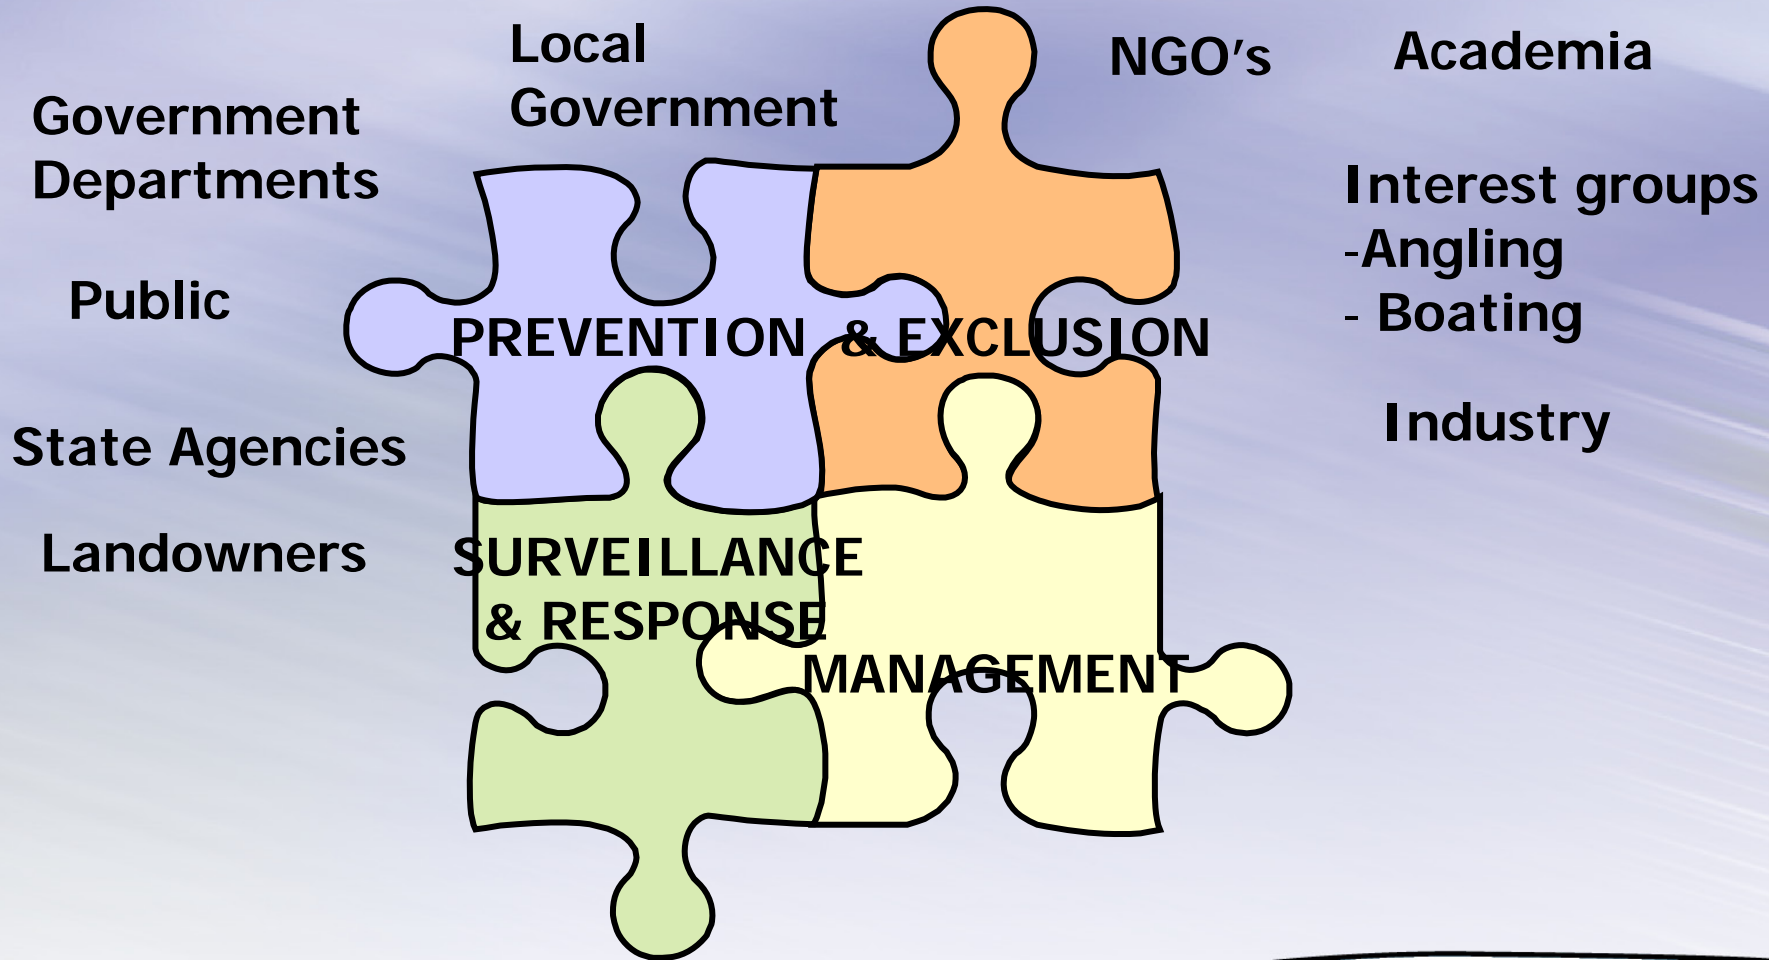 Local
Government
NGO's
Academia
Government
Departments
Interest groups
-Angling
- Boating
Public
PREVENTION & EXCLUSION
State Agencies
Industry
Landowners
SURVEILLANCE
& RESPONSE
MANAGEMENT